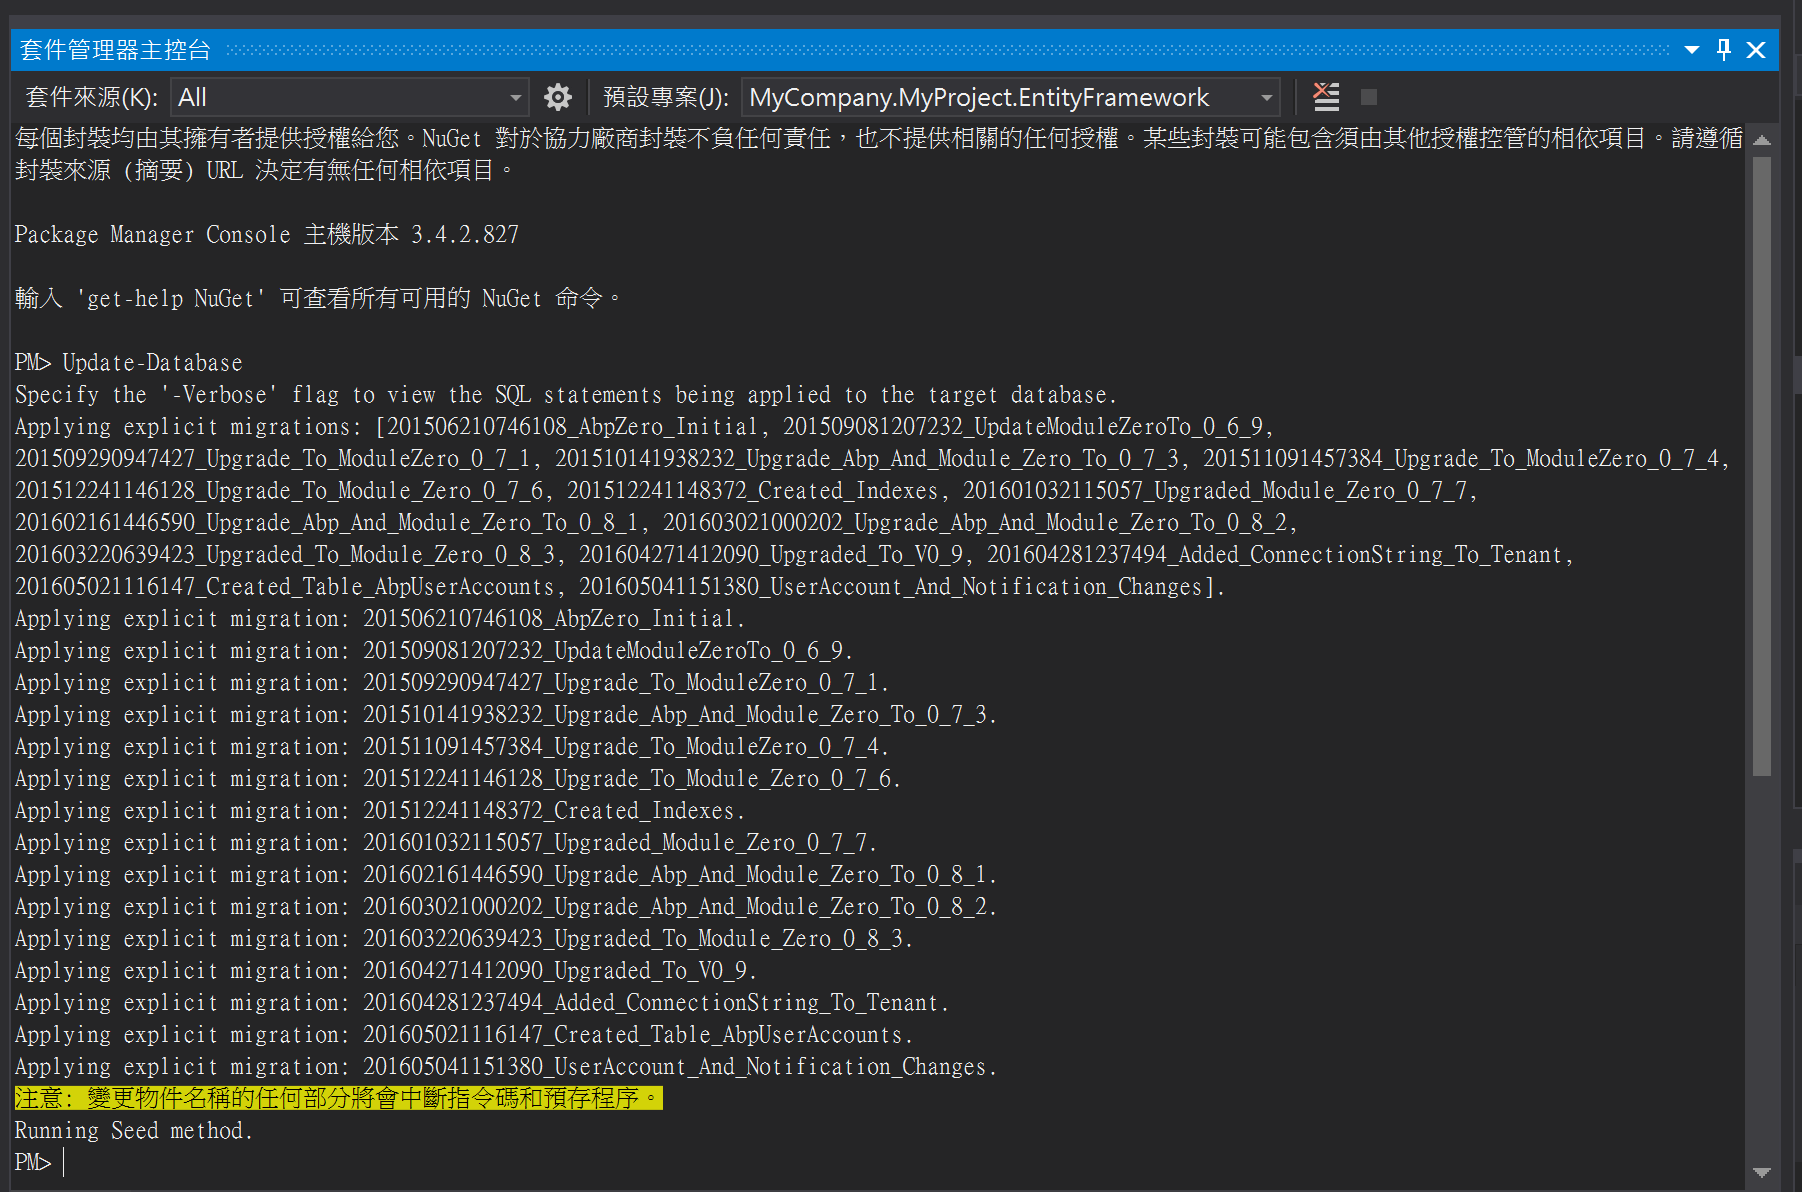 套件管理器主控台
套件來源(K): All 預設專案(J): MyCompany.MyProject.EntityFramework
每個封裝均由其擁有者提供授權給您。NuGet 對於協力廠商封裝不負任何責任，也不提供相關的任何授權。某些封裝可能包含須由其他授權控管的相依項目。請遵循
封裝來源 (摘要) URL 決定有無任何相依項目。
Package Manager Console 主機版本 3.4.2.827
輸入 'get-help NuGet' 可查看所有可用的 NuGet 命令。
PM> Update-Database
Specify the '-Verbose' flag to view the SQL statements being applied to the target database.
Applying explicit migrations: [201506210746108_AbpZero_Initial, 201509081207232_UpdateModuleZeroTo_0_6_9,
201509290947427_Upgrade_To_ModuleZero_0_7_1, 201510141938232_Upgrade_Abp_And_Module_Zero_To_0_7_3, 201511091457384_Upgrade_To_ModuleZero_0_7_4,
201512241146128_Upgrade_To_Module_Zero_0_7_6, 201512241148372_Created_Indexes, 201601032115057_Upgraded_Module_Zero_0_7_7,
201602161446590_Upgrade_Abp_And_Module_Zero_To_0_8_1, 201603021000202_Upgrade_Abp_And_Module_Zero_To_0_8_2,
201603220639423_Upgraded_To_Module_Zero_0_8_3, 201604271412090_Upgraded_To_V0_9, 201604281237494_Added_ConnectionString_To_Tenant,
201605021116147_Created_Table_AbpUserAccounts, 201605041151380_UserAccount_And_Notification_Changes].
Applying explicit migration: 201506210746108_AbpZero_Initial.
Applying explicit migration: 201509081207232_UpdateModuleZeroTo_0_6_9.
Applying explicit migration: 201509290947427_Upgrade_To_ModuleZero_0_7_1.
Applying explicit migration: 201510141938232_Upgrade_Abp_And_Module_Zero_To_0_7_3.
Applying explicit migration: 201511091457384_Upgrade_To_ModuleZero_0_7_4.
Applying explicit migration: 201512241146128_Upgrade_To_Module_Zero_0_7_6.
Applying explicit migration: 201512241148372_Created_Indexes.
Applying explicit migration: 201601032115057_Upgraded_Module_Zero_0_7_7.
Applying explicit migration: 201602161446590_Upgrade_Abp_And_Module_Zero_To_0_8_1.
Applying explicit migration: 201603021000202_Upgrade_Abp_And_Module_Zero_To_0_8_2.
Applying explicit migration: 201603220639423_Upgraded_To_Module_Zero_0_8_3.
Applying explicit migration: 201604271412090_Upgraded_To_V0_9.
Applying explicit migration: 201604281237494_Added_ConnectionString_To_Tenant.
Applying explicit migration: 201605021116147_Created_Table_AbpUserAccounts.
Applying explicit migration: 201605041151380_UserAccount_And_Notification_Changes.
注意: 變更物件名稱的任何部分將會中斷指令碼和預存程序。
Running Seed method.
PM>